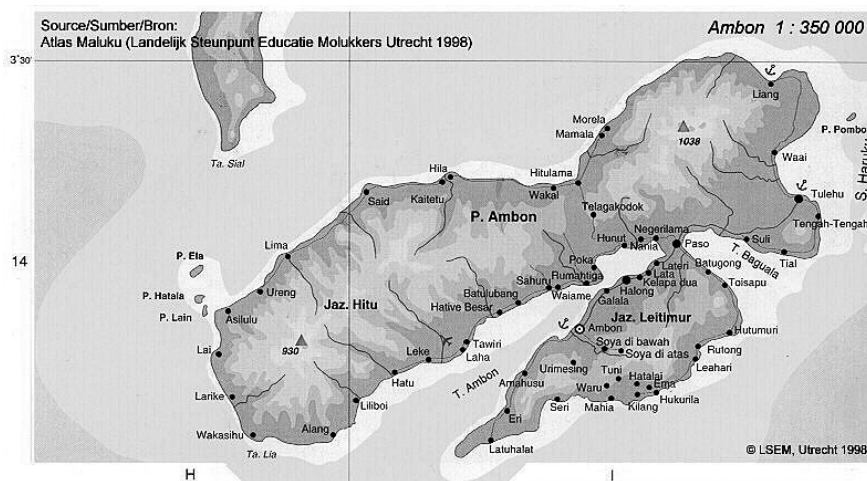 Source/Sumber/Bron:
Atlas Maluku (Landelijk Steunpunt Educatie Molukkers Utrecht 1998)
Ambon 1 : 350 000
3°30'
Liang
Morela
Mamala
1038
P. Pombo
Ta. Sial
Waai
S. Haruku
Hila
Hitulama
Kaitetu
Wakal
Said
Tulehu
P. Ambon
Telagakodok
Tengah-Tengah
Negerilama
Hunut
Nania
Paso
Suli
Lima
T. Baguala
14
P. Ela
Poka
Lateri
Batugong
Tial
Rumahtiga
Lata
Sahuru
Kelapa dua
Toisapu
Ureng
Batulubang
Waiame
Halong
P. Hatala
Jaz. Hitu
Galala
Hative Besar
P. Lain
Asilulu
Jaz. Leitimur
Ambon
Hutumuri
Tawiri
Soya di bawah
Rutong
930
Laha
Soya di atas
Lai
Leke
Leahari
Urimesing
Hatu
T. Ambon
Tuni
Hatalai
Amahusu
Waru
Ema
Larike
Liliboi
Hukurila
Seri
Mahia
Kilang
Eri
Wakasihu
Alang
Latuhalat
Ta. Lia
© LSEM, Utrecht 1998
H
I